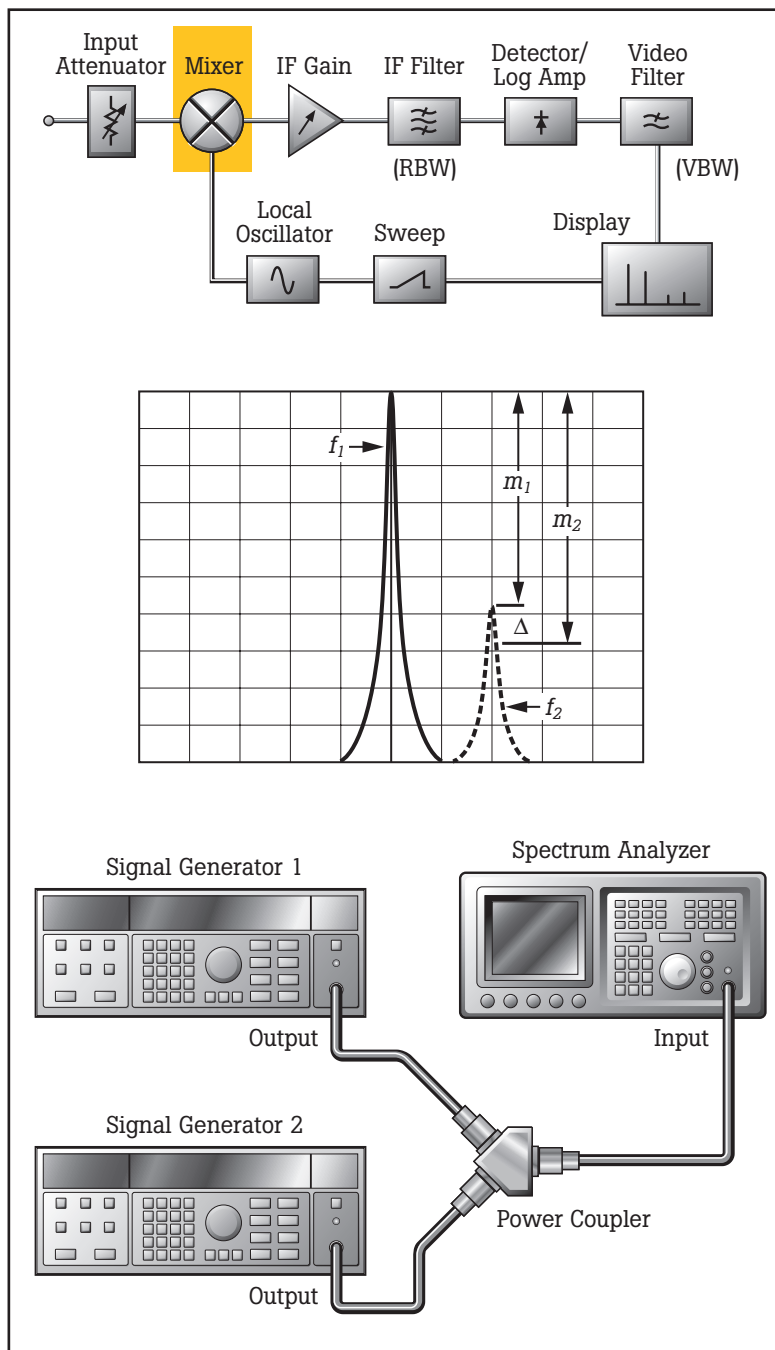 Input
Attenuator
Mixer
IF Gain
IF Filter
Detector/
Log Amp
Video
Filter
(RBW)
(VBW)
Local
Oscillator
Sweep
Display
f1
m1
m2
Δ
f2
Signal Generator 1
Spectrum Analyzer
Output
Input
Signal Generator 2
Power Coupler
Output